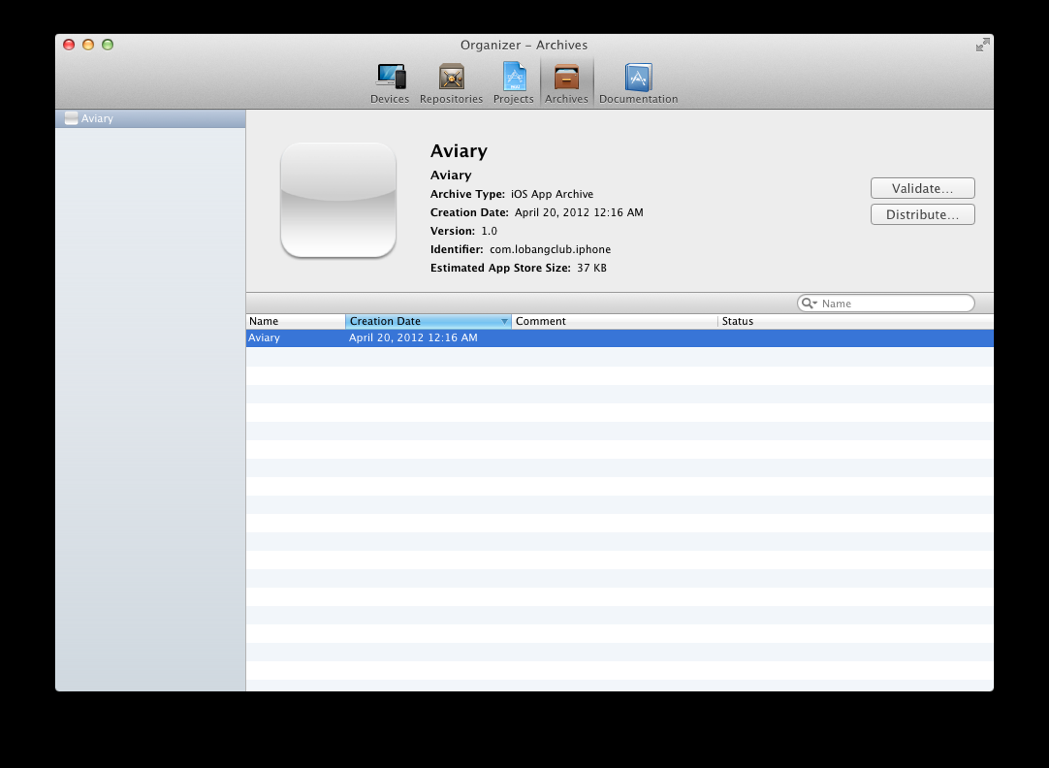 Organizer – Archives
Devices Repositories Projects Archives Documentation
Aviary
Aviary
Aviary
Archive Type: iOS App Archive
Creation Date: April 20, 2012 12:16 AM
Version: 1.0
Identifier: com.lobangclub.iphone
Estimated App Store Size: 37 KB
Validate...
Distribute...
Name
Name Creation Date Comment Status
Aviary April 20, 2012 12:16 AM